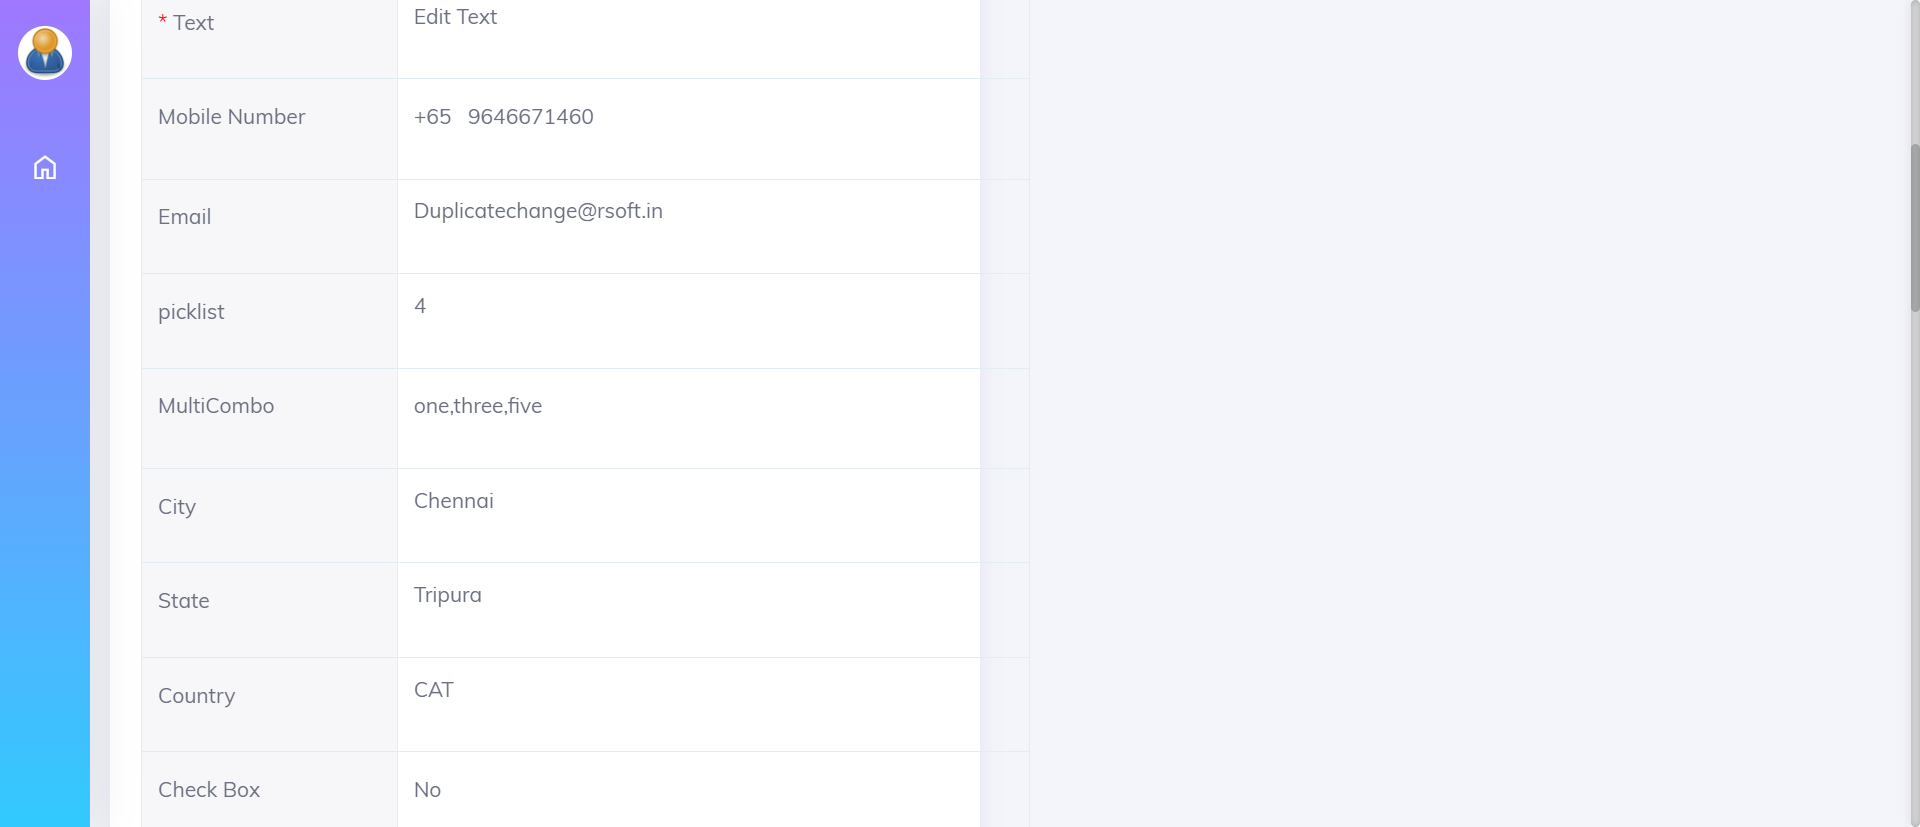 * Text Edit Text
Mobile Number +65 9646671460
Email Duplicatechange@rsoft.in
picklist 4
MultiCombo one,three,five
City Chennai
State Tripura
Country CAT
Check Box No